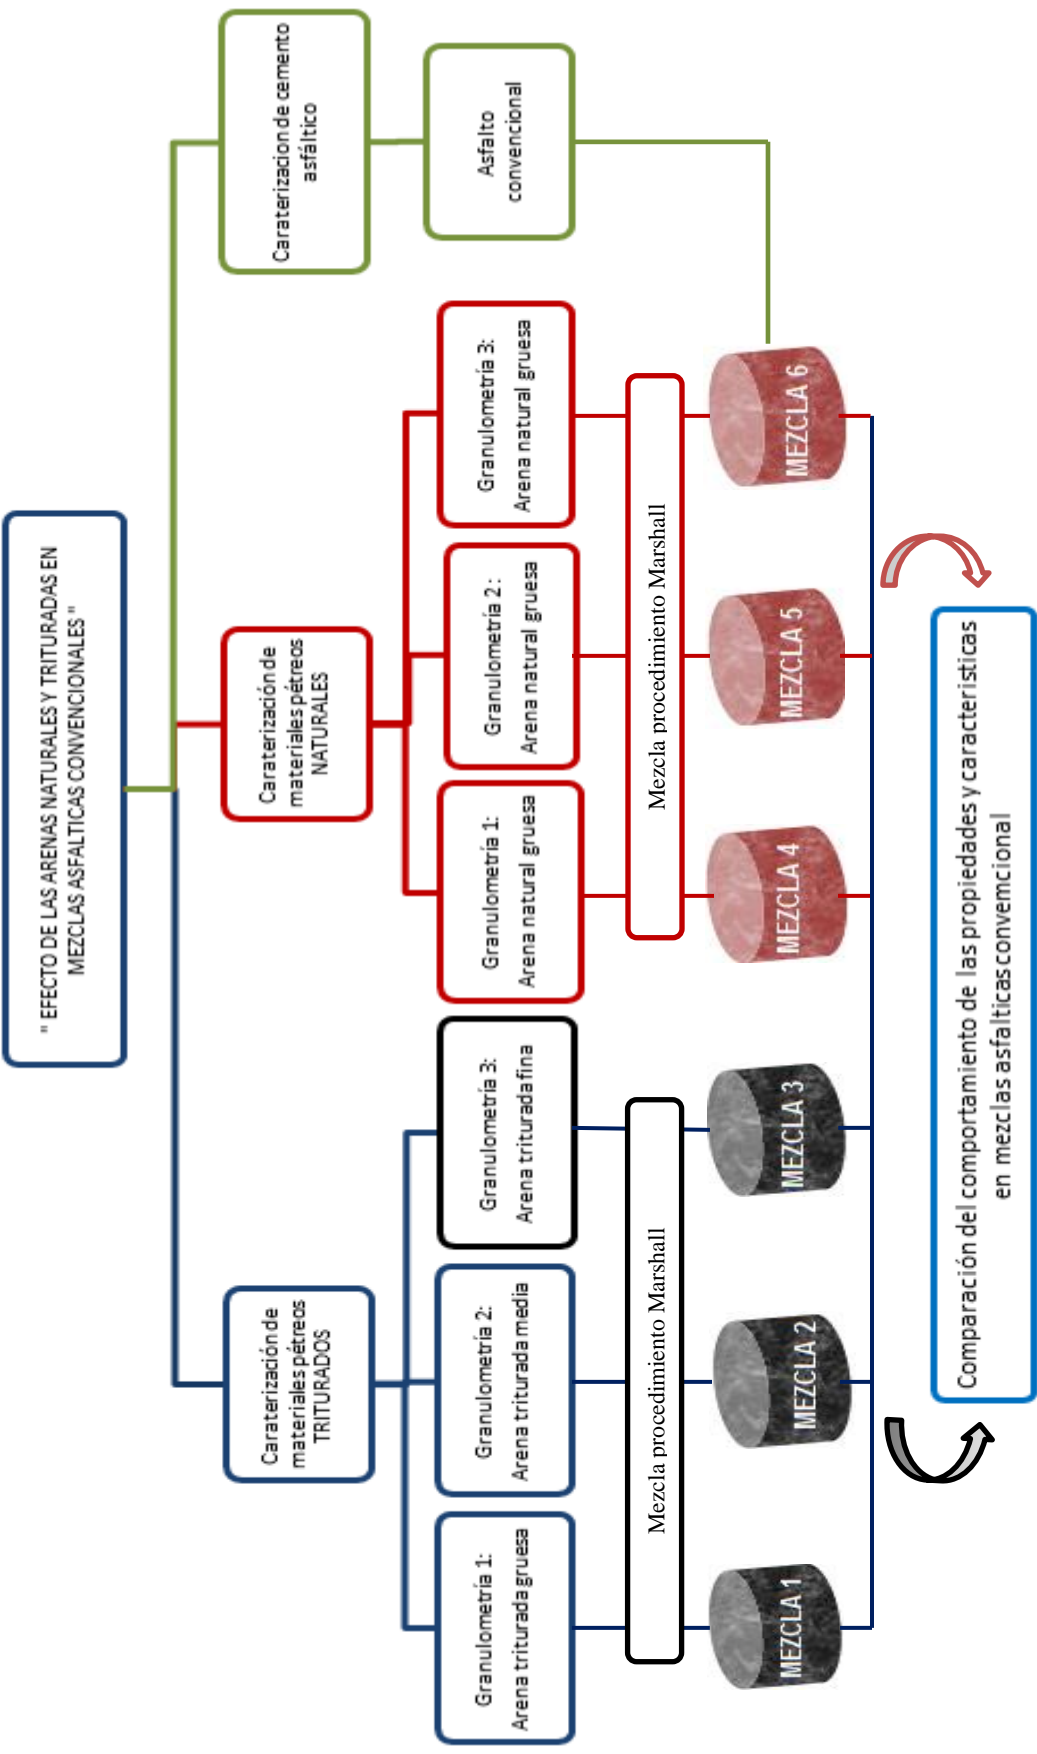 " EFECTO DE LAS ARENAS NATURALES Y TRITURADAS EN
MEZCLAS ASFALTICAS CONVENCIONALES "
Caraterización de
materiales pétreos
TRITURADOS
Caraterización de
materiales pétreos
NATURALES
Caraterizacion de cemento
asfáltico
Granulometría 1:
Arena triturada gruesa
Granulometría 2:
Arena triturada media
Granulometría 3:
Arena triturada fina
Granulometría 1:
Arena natural gruesa
Granulometría 2:
Arena natural gruesa
Granulometría 3:
Arena natural gruesa
Asfalto
convencional
Mezcla procedimiento Marshall
Mezcla procedimiento Marshall
MEZCLA 1
MEZCLA 2
MEZCLA 3
MEZCLA 4
MEZCLA 5
MEZCLA 6
Comparación del comportamiento de las propiedades y caracteristicas
en mezclas asfalticas convemcional